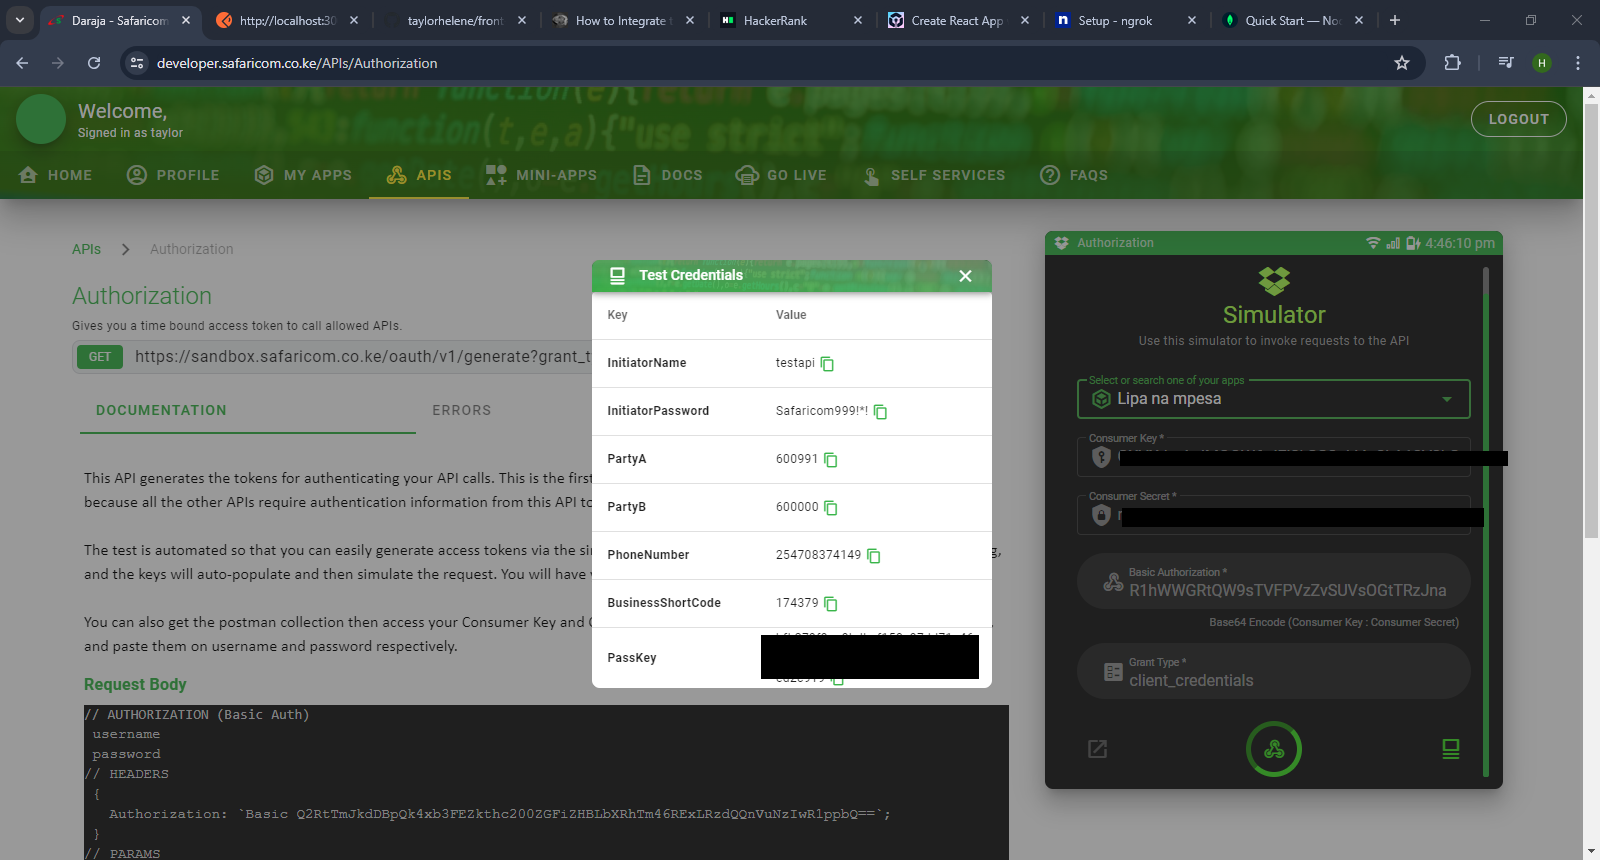 Daraja - Safaricom
http://localhost:30
taylorhelene/front
How to Integrate t
HackerRank
Create React App
Setup - ngrok
Quick Start — No
developer.safaricom.co.ke/APIs/Authorization
H
Welcome,
Signed in as taylor
LOGOUT
HOME
PROFILE
MY APPS
APIS
MINI-APPS
DOCS
GO LIVE
SELF SERVICES
FAQS
APIs > Authorization
Authorization
Gives you a time bound access token to call allowed APIs.
GET https://sandbox.safaricom.co.ke/oauth/v1/generate?grant_t
DOCUMENTATION
ERRORS
This API generates the tokens for authenticating your API calls. This is the first
because all the other APIs require authentication information from this API to
The test is automated so that you can easily generate access tokens via the si
and the keys will auto-populate and then simulate the request. You will have
You can also get the postman collection then access your Consumer Key and C
and paste them on username and password respectively.
Request Body
// AUTHORIZATION (Basic Auth)
username
password
// HEADERS
{
Authorization: `Basic Q2RtTmJkdDBpQk4xb3FEZkthc200ZGFiZHBLbXRhTm46RExLRzdQQnVuNzIwR1ppbQ==`;
}
// PARAMS
Test Credentials
Key Value
InitiatorName testapi
InitiatorPassword Safaricom999!*!
PartyA 600991
PartyB 600000
PhoneNumber 254708374149
BusinessShortCode 174379
PassKey
Authorization 4:46:10 pm
Simulator
Use this simulator to invoke requests to the API
Select or search one of your apps
Lipa na mpesa
Consumer Key *
Consumer Secret *
Basic Authorization *
R1hWWGRtQW9sTVFPVzZvSUVsOGtTRzJna
Base64 Encode (Consumer Key : Consumer Secret)
Grant Type *
client_credentials